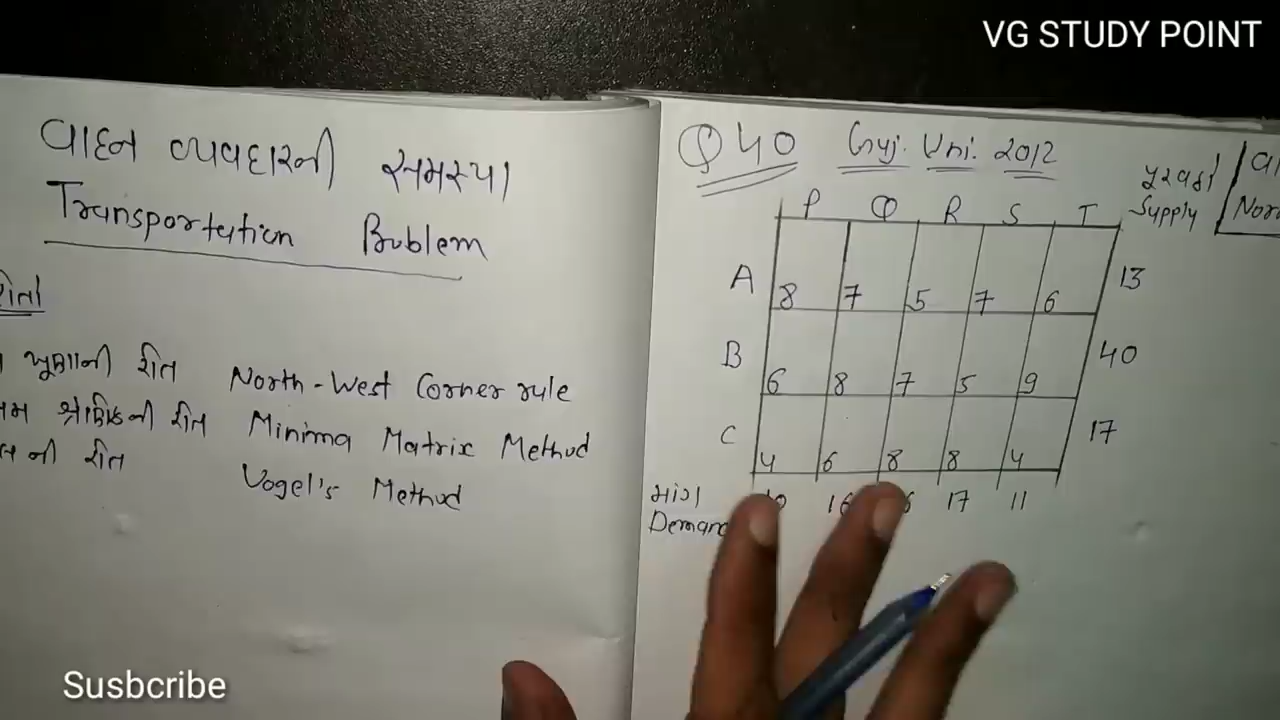 VG STUDY POINT
વાહન વ્યવહારની સમસ્યા
Transportation Problem
North-West Corner rule
ખૂણાની રીત
શ્રેણિકની રીત Minima Matrix Method
ની રીત Vogel's Method
Q 40 Guj. Uni. 2012
પુરવઠો
Supply
P Q R S T
A 8 7 5 7 6 13
B 6 8 7 5 9 40
C 4 6 8 8 4 17
માંગ 17 11
Susbcribe